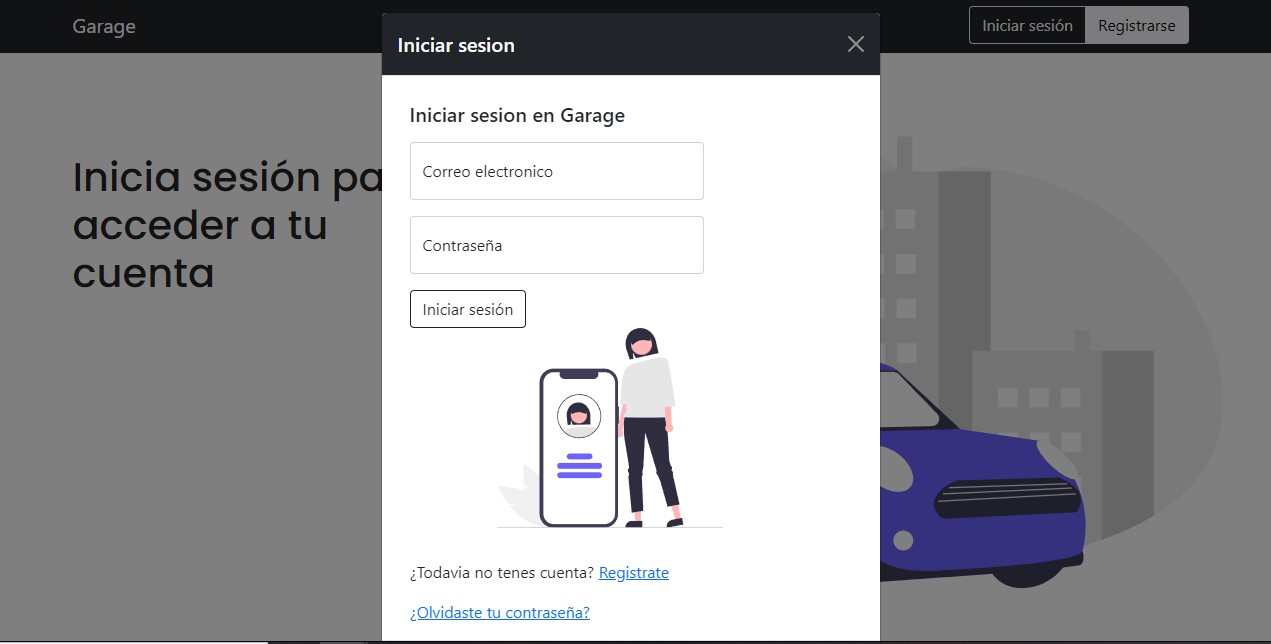 Garage
Iniciar sesión
Registrarse
Iniciar sesion
Inicia sesión pa
acceder a tu
cuenta
Iniciar sesion en Garage
Correo electronico
Contraseña
Iniciar sesión
¿Todavia no tenes cuenta? Registrate
¿Olvidaste tu contraseña?